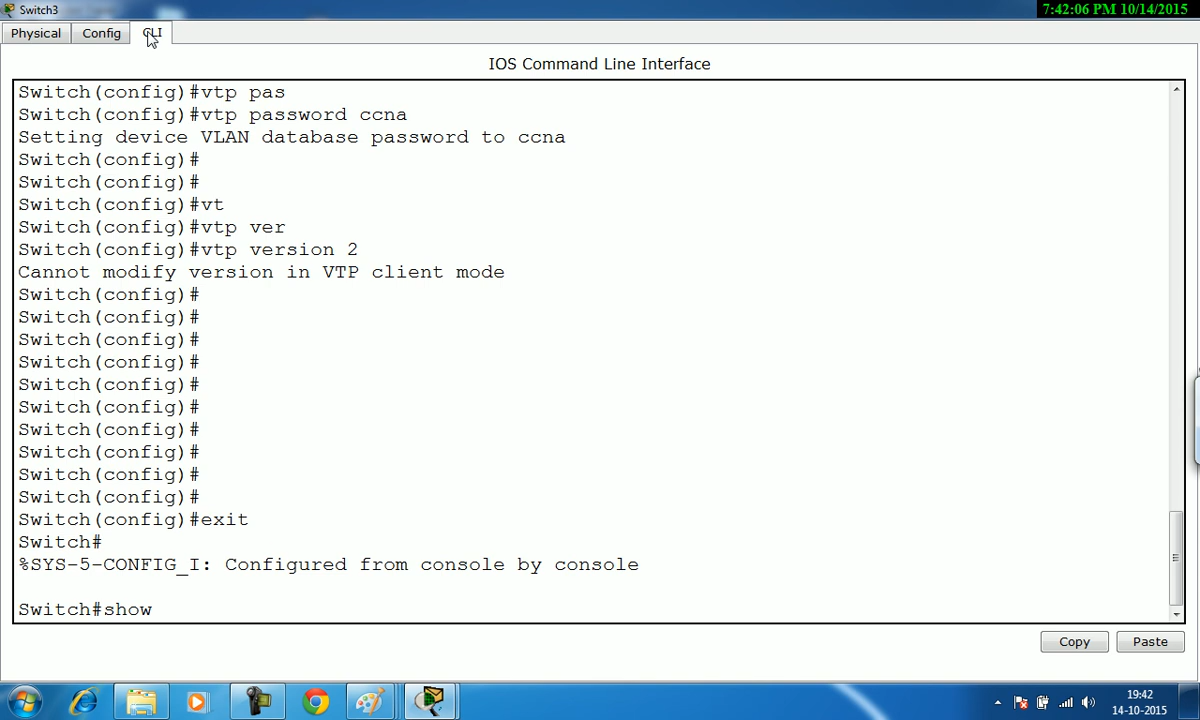 Switch3
7:42:06 PM 10/14/2015
Physical
Config
CLI
IOS Command Line Interface
Switch(config)#vtp pas
Switch(config)#vtp password ccna
Setting device VLAN database password to ccna
Switch(config)#
Switch(config)#
Switch(config)#vt
Switch(config)#vtp ver
Switch(config)#vtp version 2
Cannot modify version in VTP client mode
Switch(config)#
Switch(config)#
Switch(config)#
Switch(config)#
Switch(config)#
Switch(config)#
Switch(config)#
Switch(config)#
Switch(config)#
Switch(config)#
Switch(config)#exit
Switch#
%SYS-5-CONFIG_I: Configured from console by console
Switch#show
Copy
Paste
19:42
14-10-2015